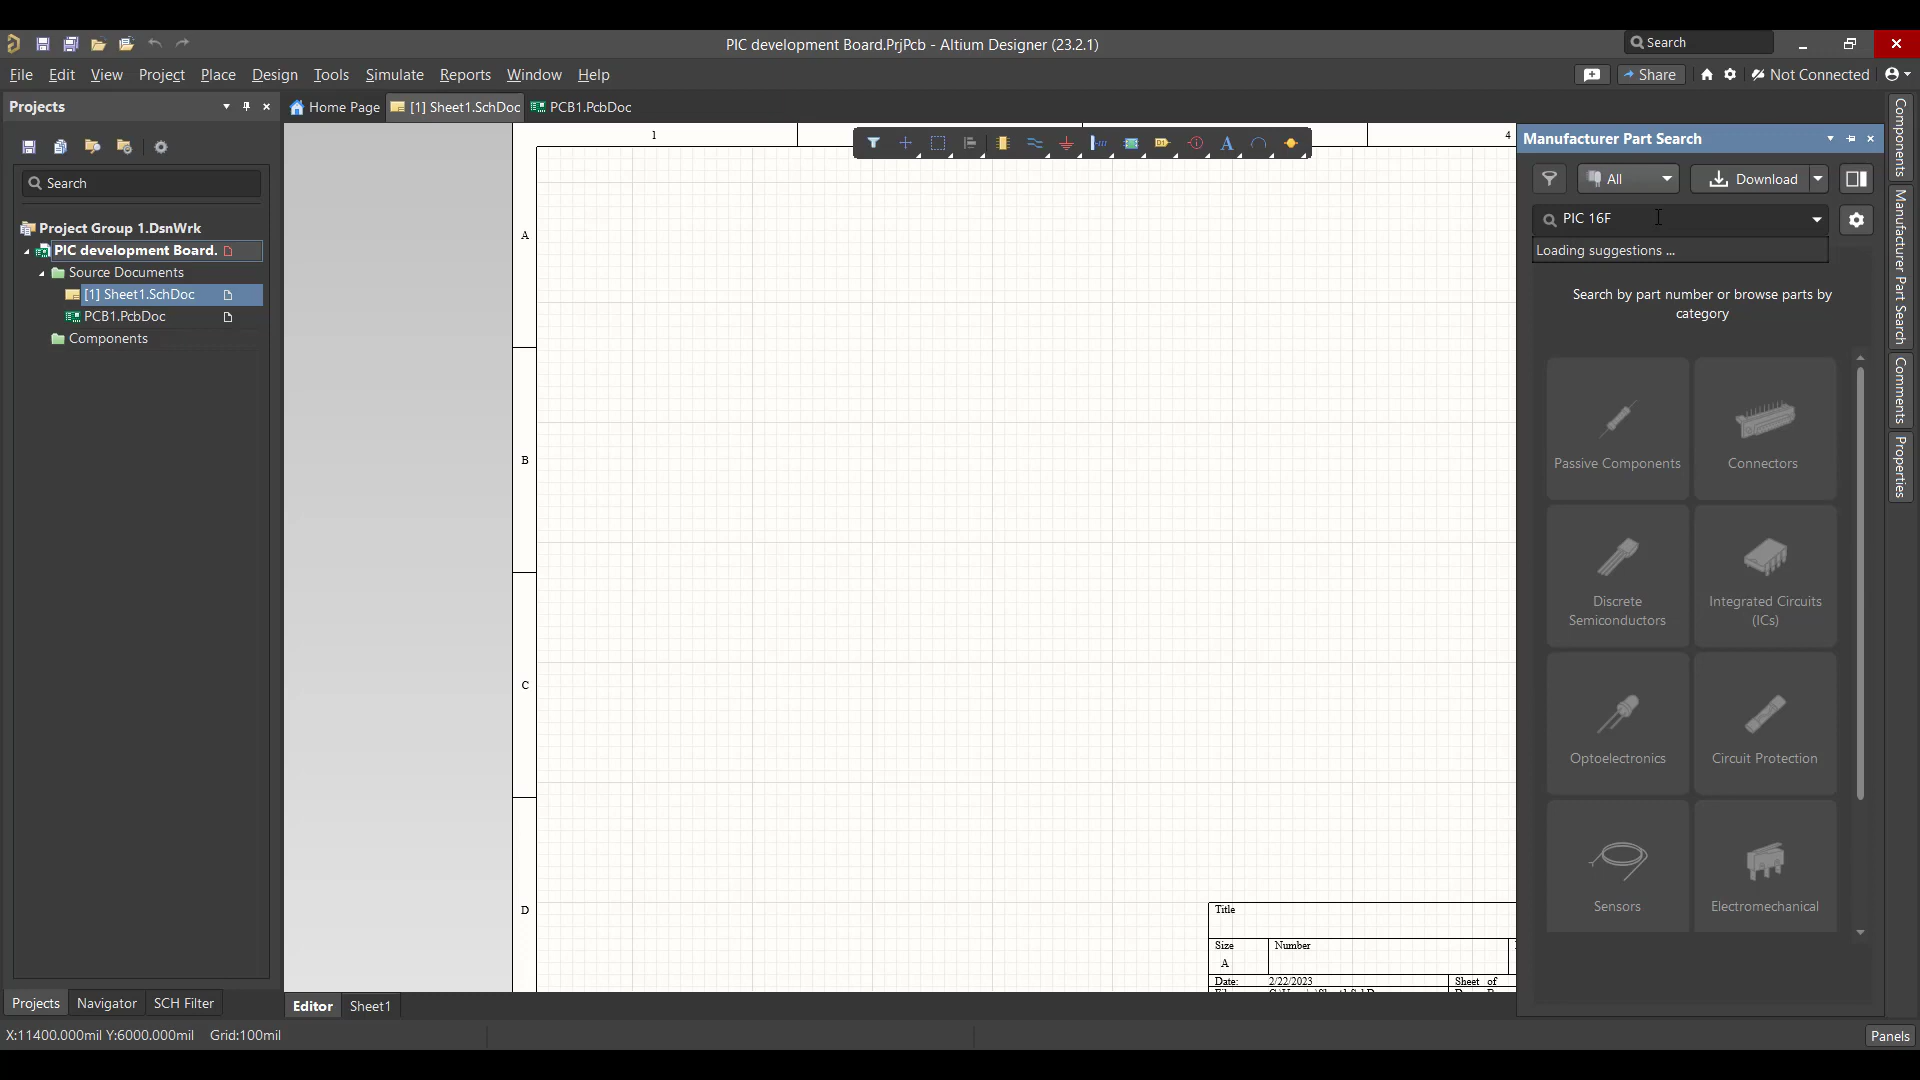 PIC development Board.PrjPcb - Altium Designer (23.2.1)
Search
File Edit View Project Place Design Tools Simulate Reports Window Help
Share
Not Connected
Projects
Home Page
[1] Sheet1.SchDoc
PCB1.PcbDoc
Search
Project Group 1.DsnWrk
PIC development Board.
Source Documents
[1] Sheet1.SchDoc
PCB1.PcbDoc
Components
1
4
A
B
C
D
Title
Size
Number
A
Date:
2/22/2023
Sheet of
Manufacturer Part Search
All
Download
PIC 16F
Loading suggestions ...
Search by part number or browse parts by
category
Passive Components
Connectors
Discrete
Semiconductors
Integrated Circuits
(ICs)
Optoelectronics
Circuit Protection
Sensors
Electromechanical
Components
Manufacturer Part Search
Comments
Properties
Projects
Navigator
SCH Filter
Editor
Sheet1
X:11400.000mil Y:6000.000mil Grid:100mil
Panels